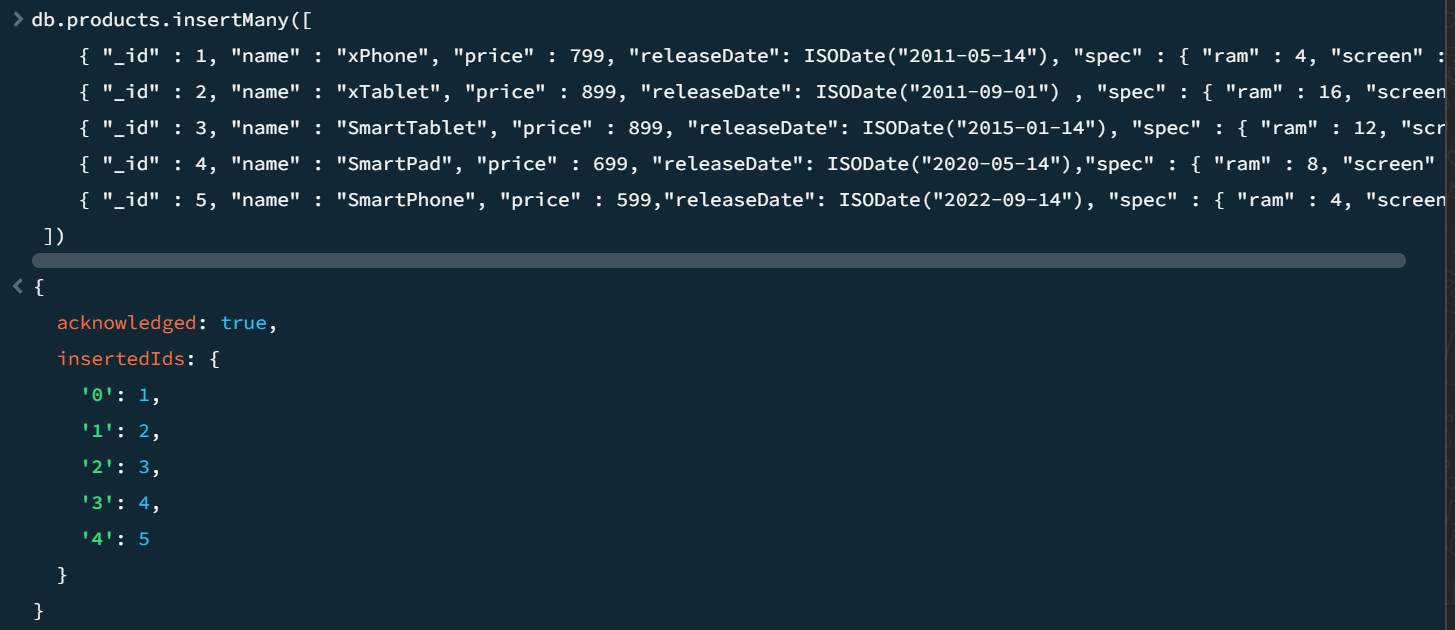 db.products.insertMany([
{ "_id" : 1, "name" : "xPhone", "price" : 799, "releaseDate": ISODate("2011-05-14"), "spec" : { "ram" : 4, "screen" :
{ "_id" : 2, "name" : "xTablet", "price" : 899, "releaseDate": ISODate("2011-09-01") , "spec" : { "ram" : 16, "screen
{ "_id" : 3, "name" : "SmartTablet", "price" : 899, "releaseDate": ISODate("2015-01-14"), "spec" : { "ram" : 12, "scr
{ "_id" : 4, "name" : "SmartPad", "price" : 699, "releaseDate": ISODate("2020-05-14"),"spec" : { "ram" : 8, "screen"
{ "_id" : 5, "name" : "SmartPhone", "price" : 599,"releaseDate": ISODate("2022-09-14"), "spec" : { "ram" : 4, "screen
])
{
acknowledged: true,
insertedIds: {
'0': 1,
'1': 2,
'2': 3,
'3': 4,
'4': 5
}
}